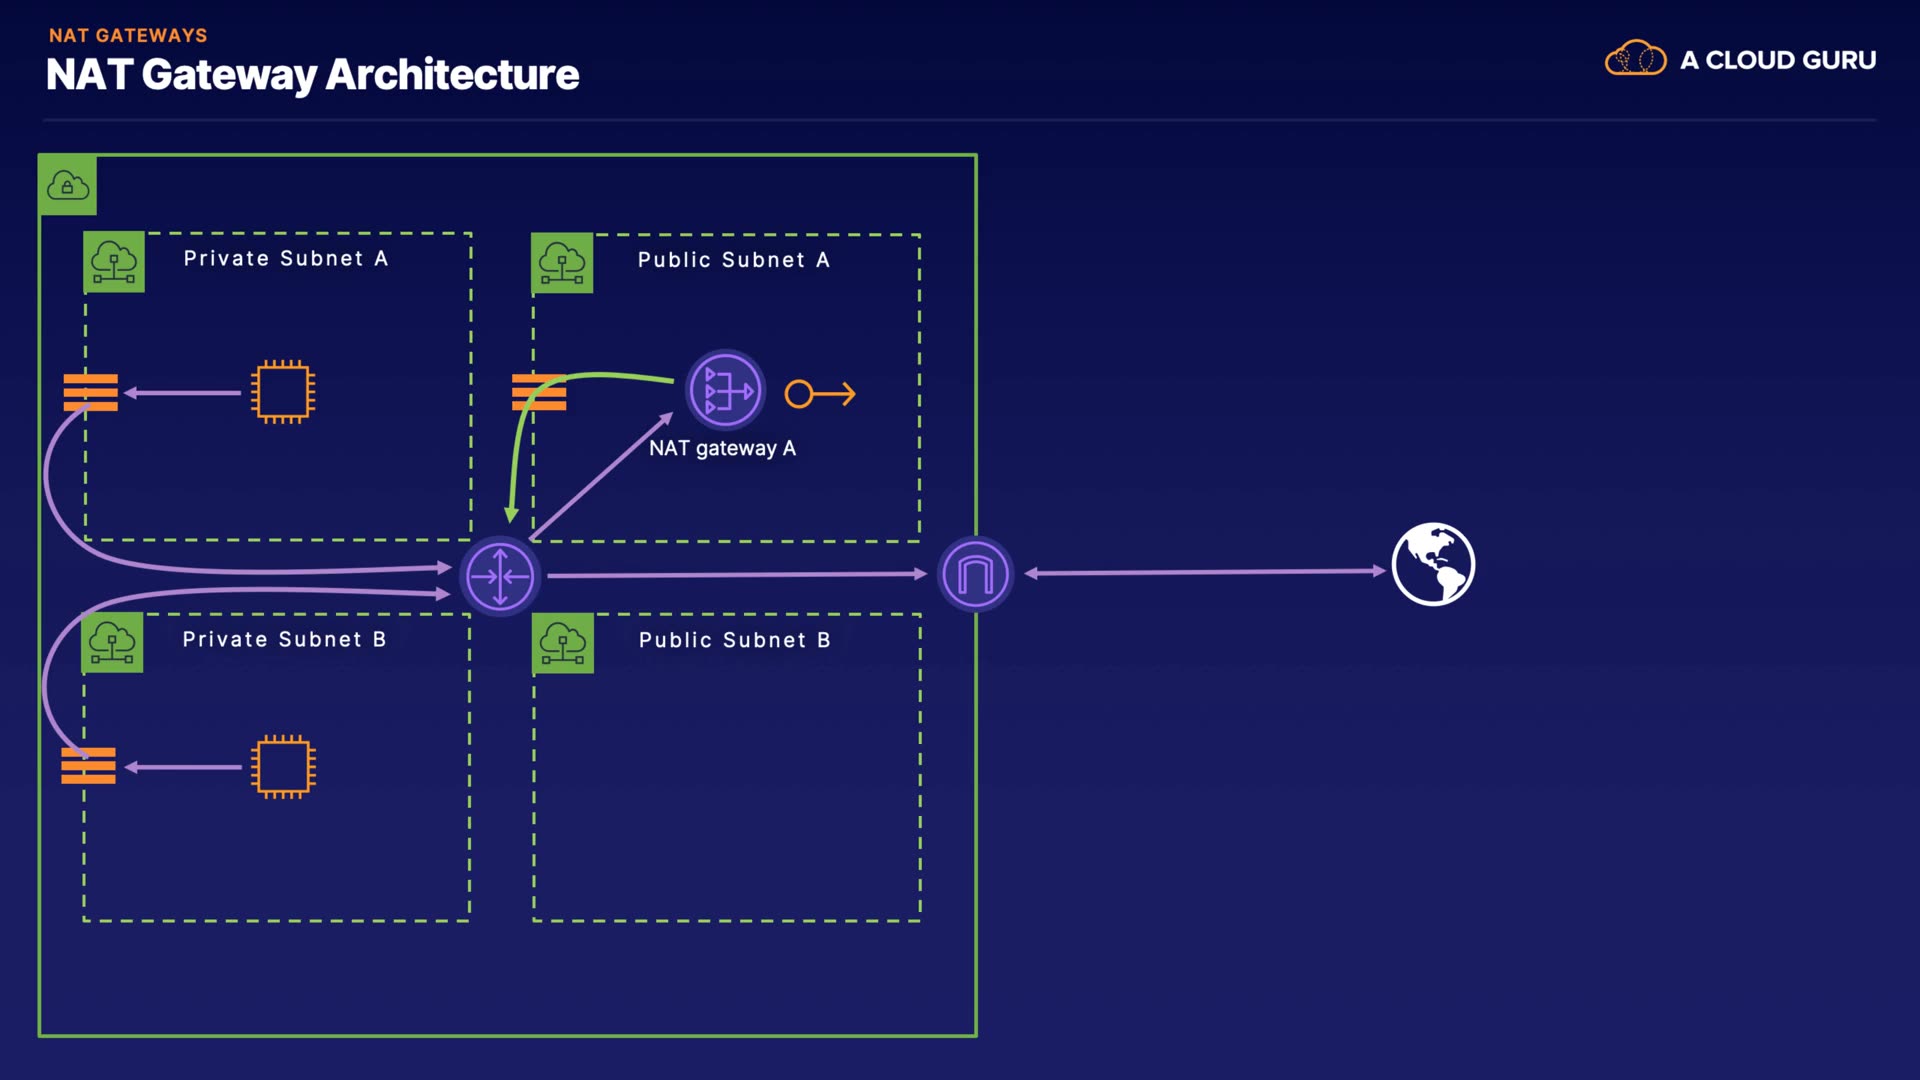 NAT GATEWAYS
NAT Gateway Architecture
A CLOUD GURU
Private Subnet A
Public Subnet A
NAT gateway A
Private Subnet B
Public Subnet B